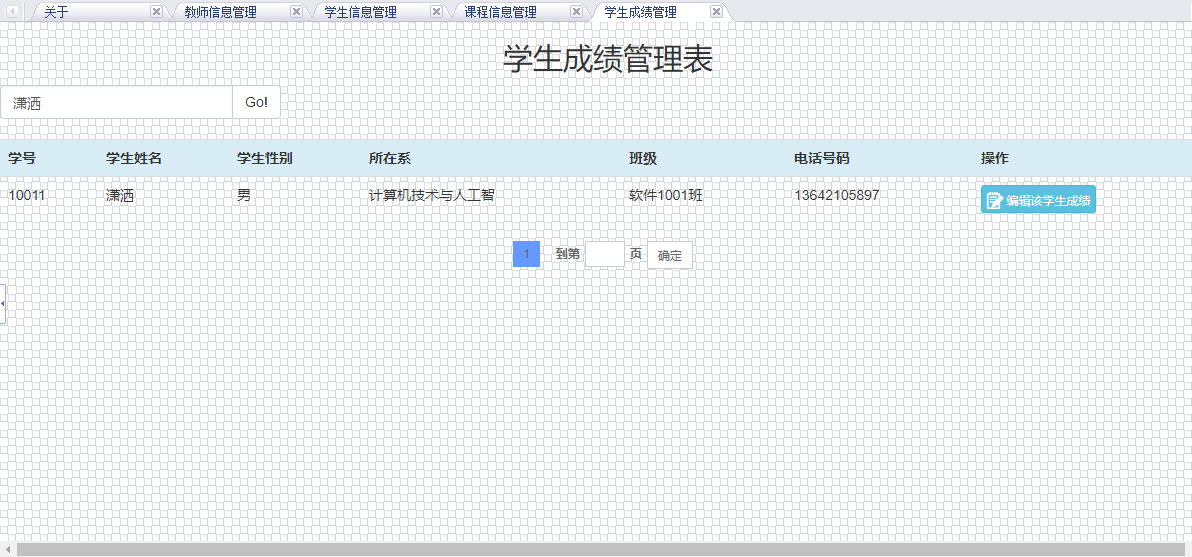 关于 教师信息管理 学生信息管理 课程信息管理 学生成绩管理
学生成绩管理表
潇洒 Go!
学号 学生姓名 学生性别 所在系 班级 电话号码 操作
10011 潇洒 男 计算机技术与人工智 软件1001班 13642105897 编辑该学生成绩
1 到第 页 确定